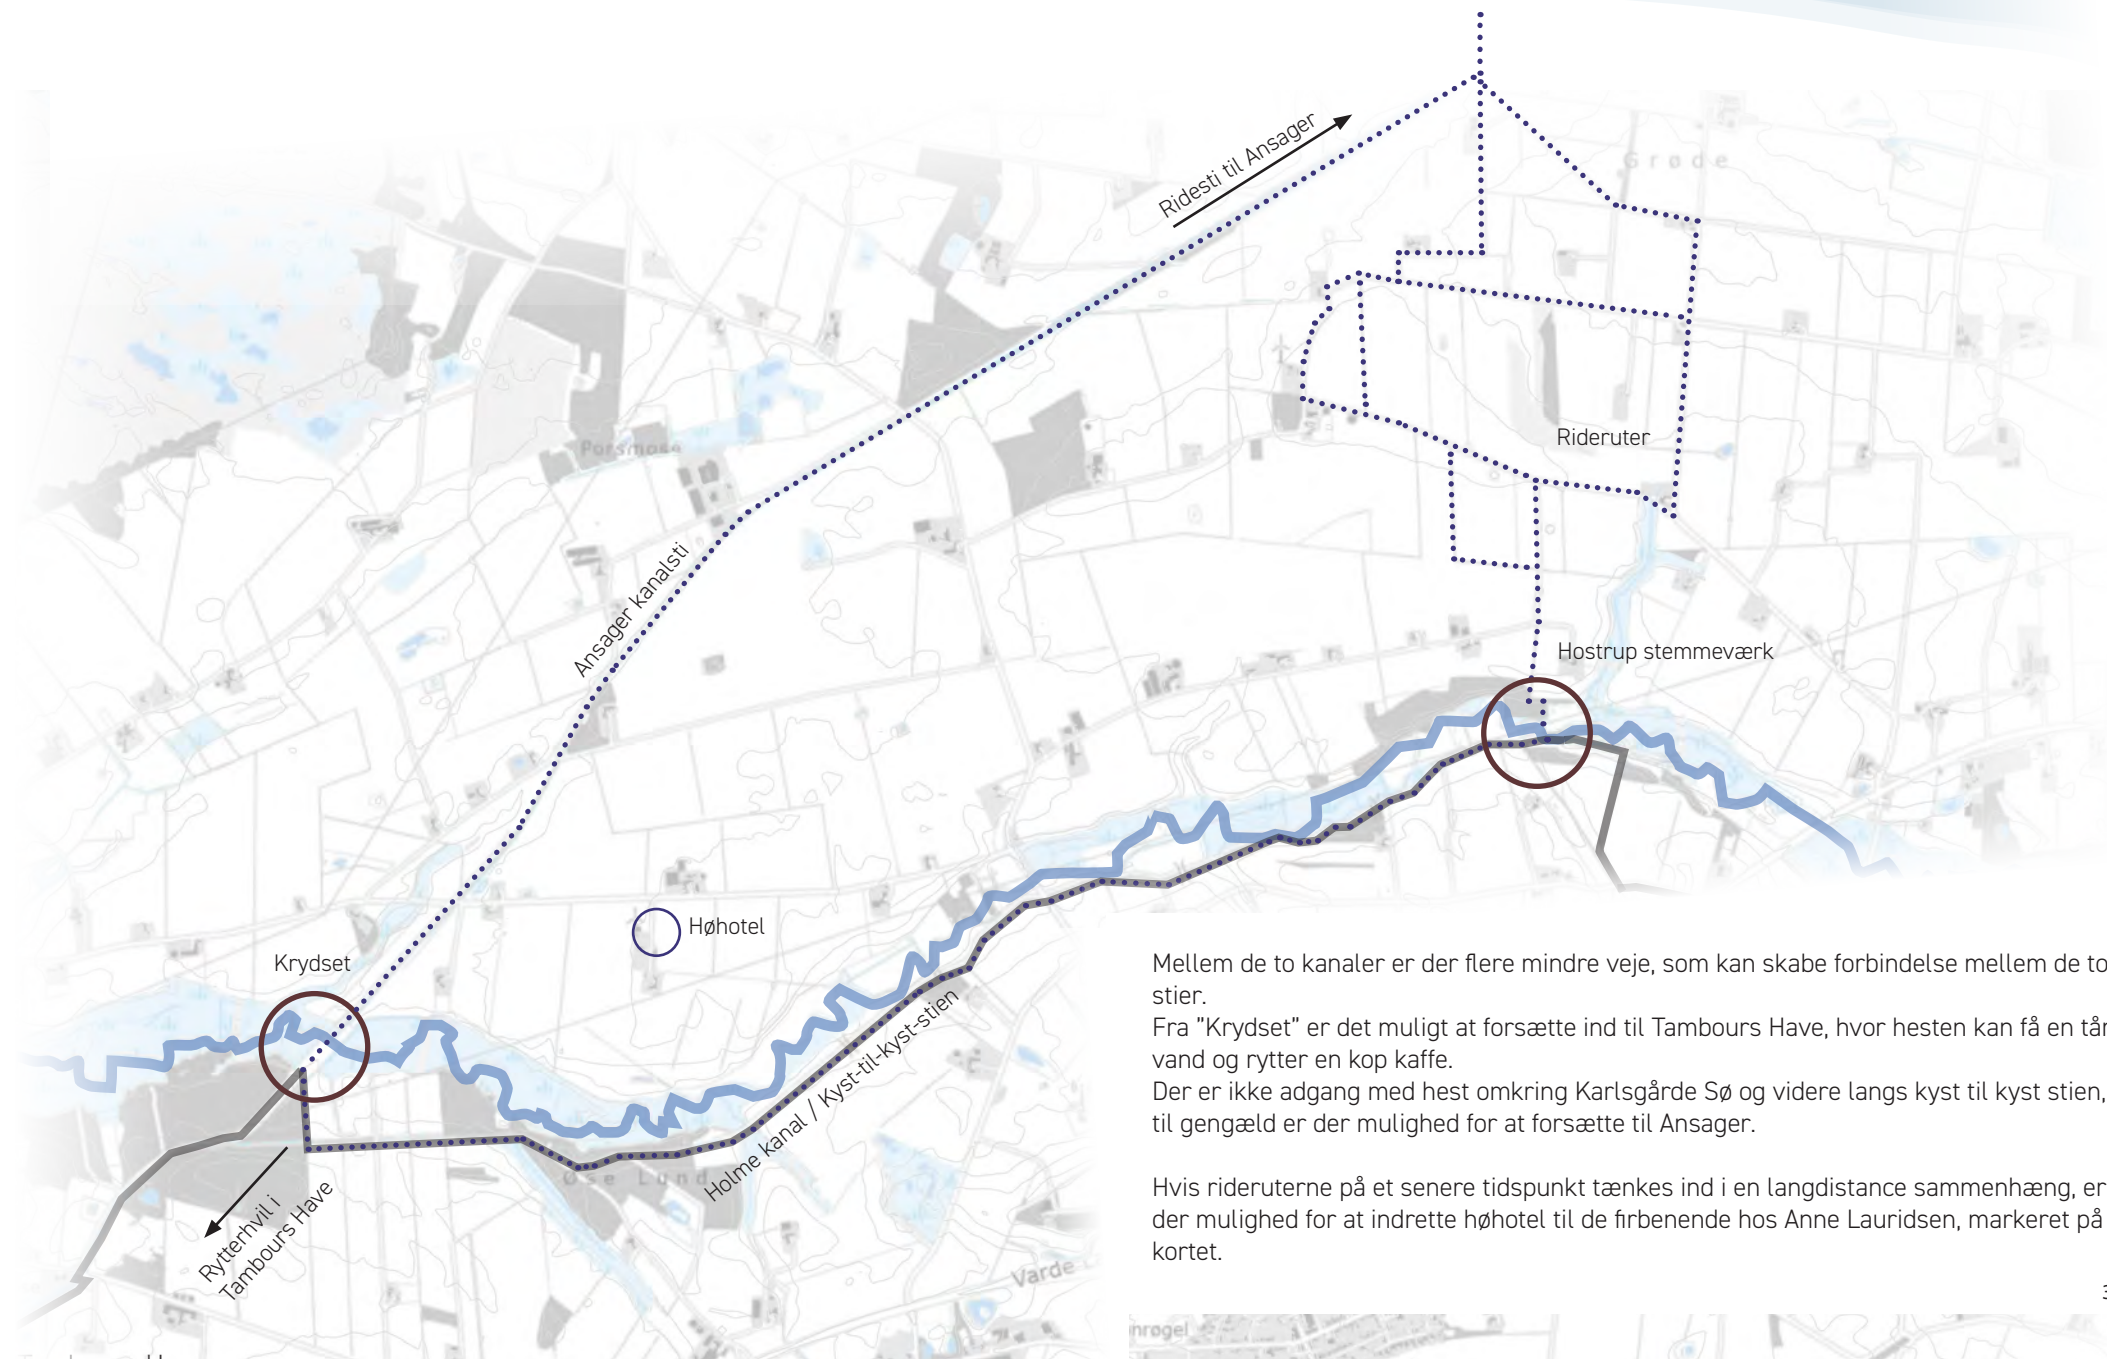 Ridesti til Ansager
Grøde
Porsmose
Rideruter
Ansager kanalsti
Hostrup stemmeværk
Høhotel
Krydset
Holme kanal / Kyst-til-kyst-stien
Øse Lund
Rytterhvil i
Tambours Have
Varde
Mellem de to kanaler er der flere mindre veje, som kan skabe forbindelse mellem de to
stier.
Fra ”Krydset” er det muligt at forsætte ind til Tambours Have, hvor hesten kan få en tår
vand og rytter en kop kaffe.
Der er ikke adgang med hest omkring Karlsgårde Sø og videre langs kyst til kyst stien,
til gengæld er der mulighed for at forsætte til Ansager.
Hvis rideruterne på et senere tidspunkt tænkes ind i en langdistance sammenhæng, er
der mulighed for at indrette høhotel til de firbenende hos Anne Lauridsen, markeret på
kortet.